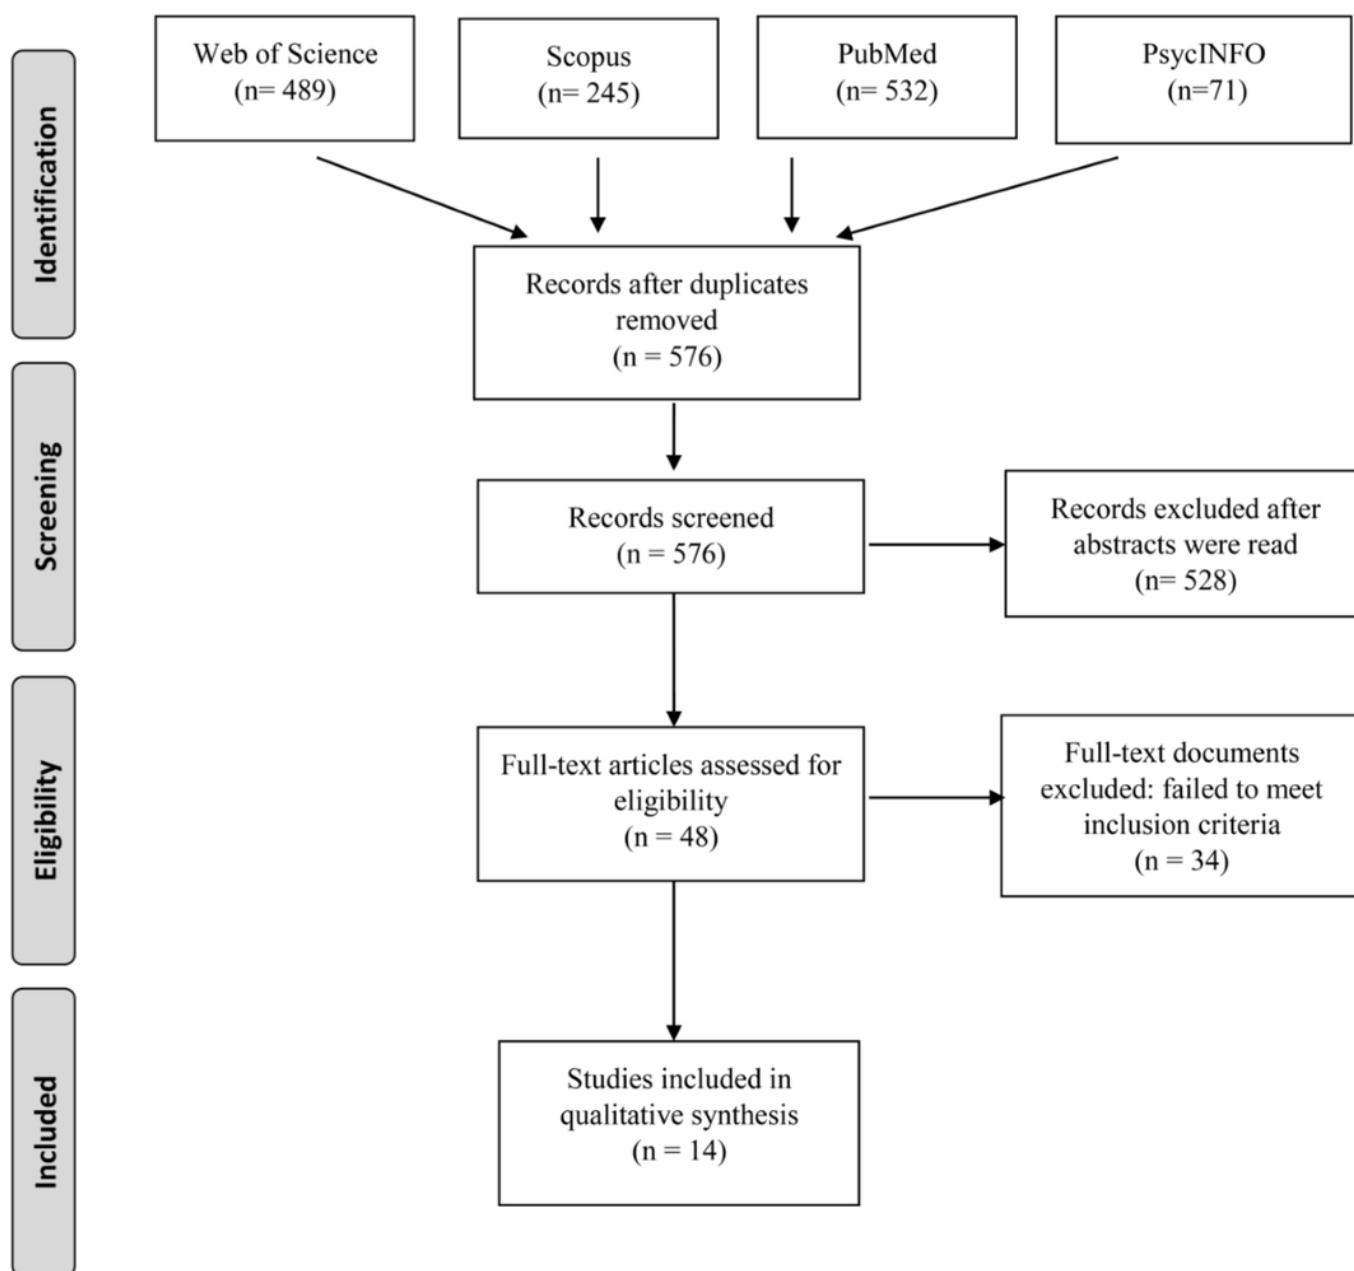 Identification
Web of Science
(n= 489)
Scopus
(n= 245)
PubMed
(n= 532)
PsycINFO
(n=71)
Records after duplicates
removed
(n = 576)
Screening
Records screened
(n = 576)
Records excluded after
abstracts were read
(n= 528)
Eligibility
Full-text articles assessed for
eligibility
(n = 48)
Full-text documents
excluded: failed to meet
inclusion criteria
(n = 34)
Included
Studies included in
qualitative synthesis
(n = 14)